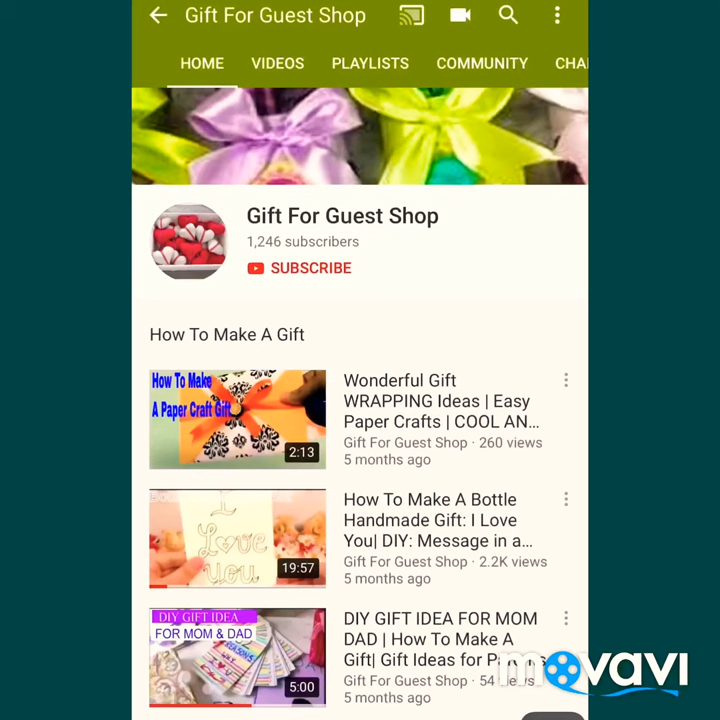 Gift For Guest Shop
HOME VIDEOS PLAYLISTS COMMUNITY CHA
Gift For Guest Shop
1,246 subscribers
SUBSCRIBE
How To Make A Gift
How To Make
A Paper Craft Gift
2:13
Wonderful Gift
WRAPPING Ideas | Easy
Paper Crafts | COOL AN...
Gift For Guest Shop · 260 views
5 months ago
I
Love
you
19:57
How To Make A Bottle
Handmade Gift: I Love
You| DIY: Message in a...
Gift For Guest Shop · 2.2K views
5 months ago
DIY GIFT IDEA
FOR MOM & DAD
REASONS
5:00
DIY GIFT IDEA FOR MOM
DAD | How To Make A
Gift| Gift Ideas for
Gift For Guest Shop ·
5 months ago
movavi